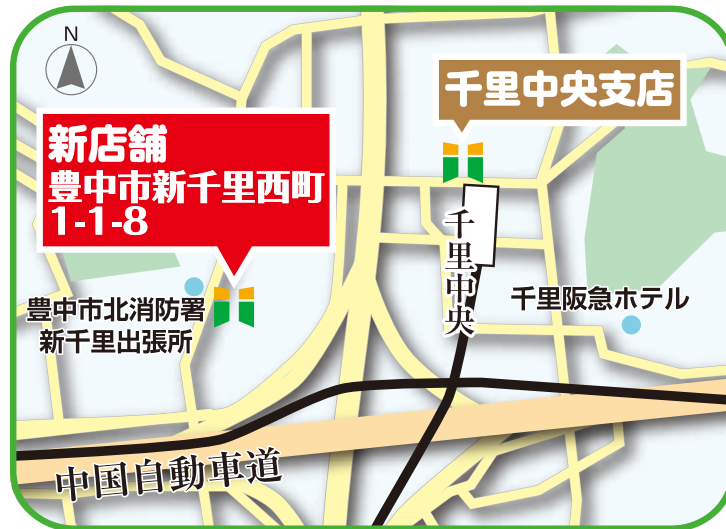 N
千里中央支店
新店舗
豊中市新千里西町
1-1-8
千里中央
千里阪急ホテル
豊中市北消防署
新千里出張所
中国自動車道